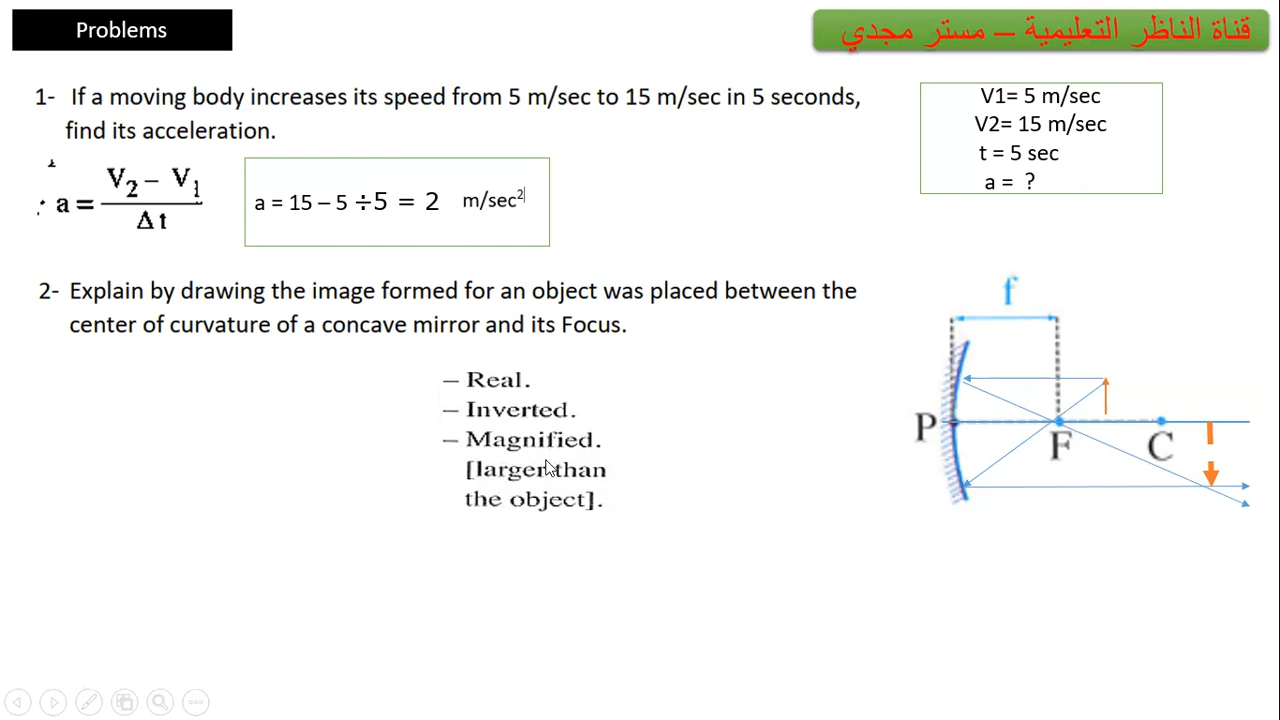 Problems
قناة الناظر التعليمية – مستر مجدي
1- If a moving body increases its speed from 5 m/sec to 15 m/sec in 5 seconds,
find its acceleration.
V1= 5 m/sec
V2= 15 m/sec
t = 5 sec
a = ?
a = V₂ – V₁ / Δ t
a = 15 – 5 ÷5 = 2 m/sec²
2- Explain by drawing the image formed for an object was placed between the
center of curvature of a concave mirror and its Focus.
– Real.
– Inverted.
– Magnified.
[larger than
the object].
f
P
F
C